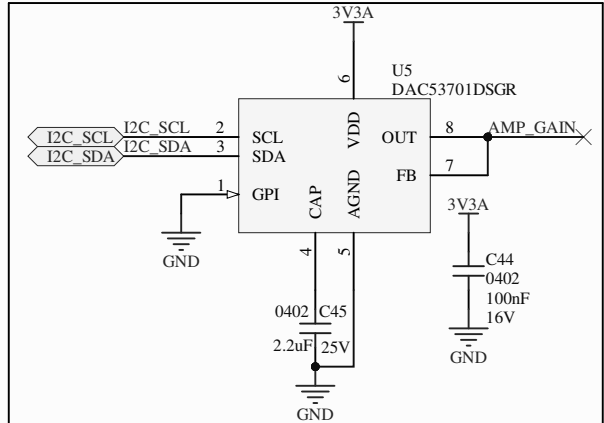 3V3A
U5
DAC53701DSGR
6
I2C_SCL I2C_SCL 2 SCL VDD OUT 8 AMP_GAIN
I2C_SDA I2C_SDA 3 SDA
FB 7
1 GPI CAP AGND
3V3A
GND
4 5
C44
0402
100nF
16V
0402 C45
2.2uF 25V
GND
GND